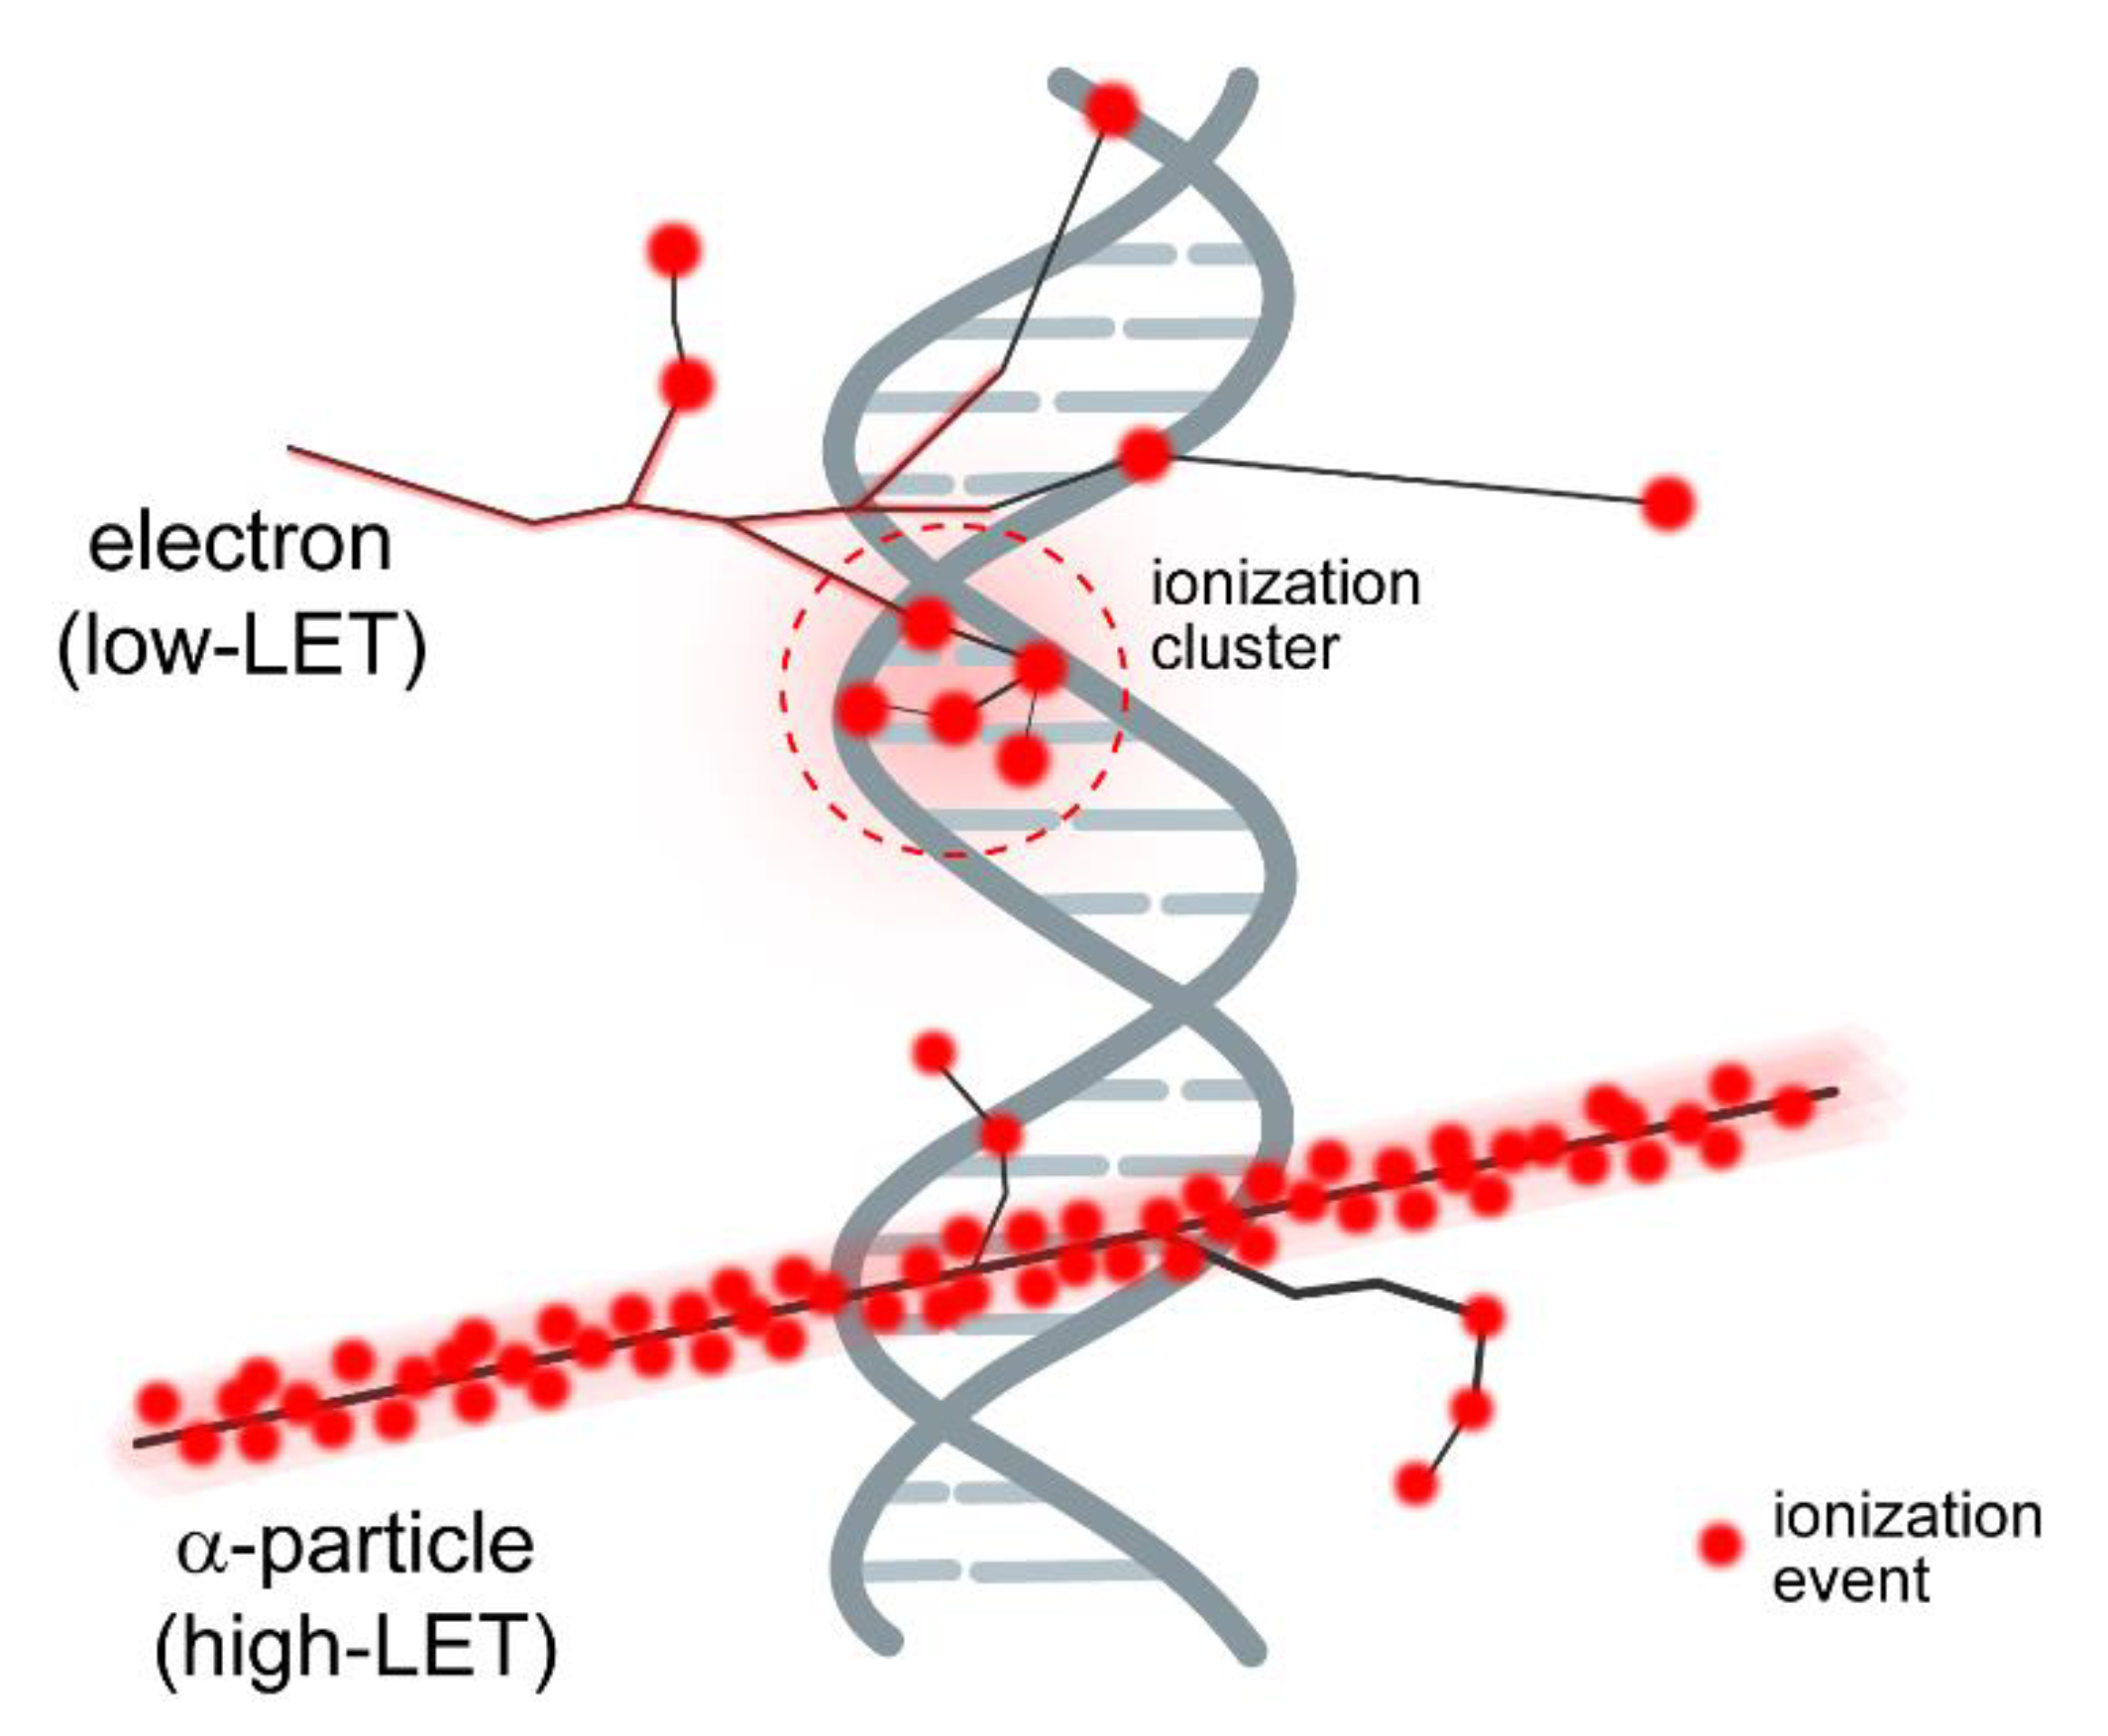 electron
(low-LET)
ionization
cluster
α-particle
(high-LET)
ionization
event